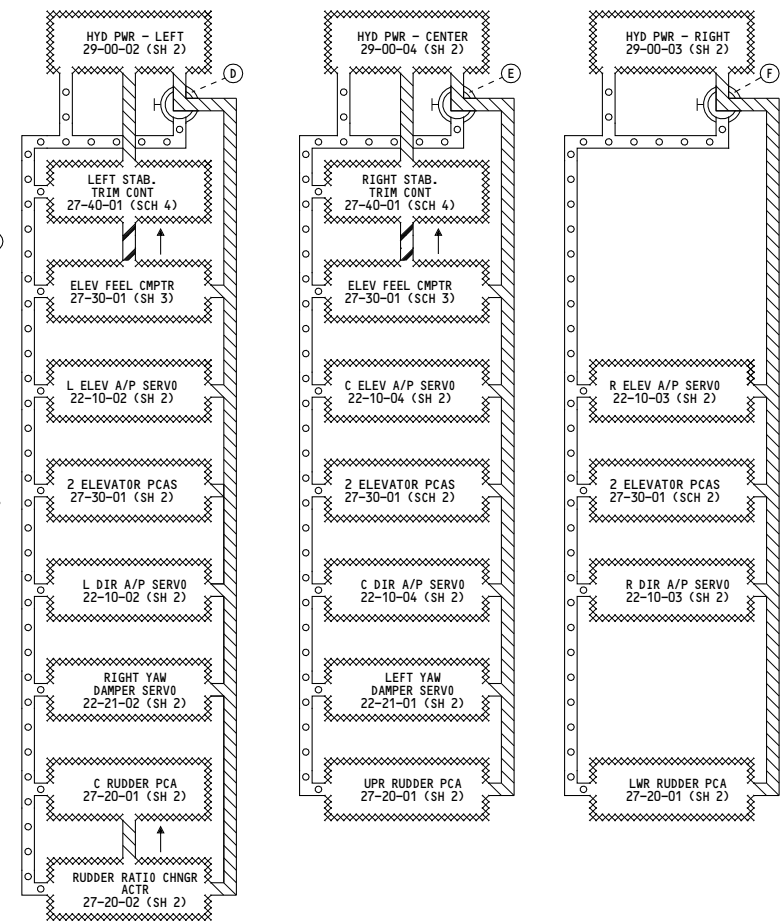 HYD PWR - LEFT
29-00-02 (SH 2)
D
LEFT STAB.
TRIM CONT
27-40-01 (SCH 4)
ELEV FEEL CMPTR
27-30-01 (SH 3)
L ELEV A/P SERVO
22-10-02 (SH 2)
2 ELEVATOR PCAS
27-30-01 (SH 2)
L DIR A/P SERVO
22-10-02 (SH 2)
RIGHT YAW
DAMPER SERVO
22-21-02 (SH 2)
C RUDDER PCA
27-20-01 (SH 2)
RUDDER RATIO CHNGR
ACTR
27-20-02 (SH 2)
HYD PWR - CENTER
29-00-04 (SH 2)
E
RIGHT STAB.
TRIM CONT
27-40-01 (SCH 4)
ELEV FEEL CMPTR
27-30-01 (SCH 3)
C ELEV A/P SERVO
22-10-04 (SH 2)
2 ELEVATOR PCAS
27-30-01 (SCH 2)
C DIR A/P SERVO
22-10-04 (SH 2)
LEFT YAW
DAMPER SERVO
22-21-01 (SH 2)
UPR RUDDER PCA
27-20-01 (SH 2)
HYD PWR - RIGHT
29-00-03 (SH 2)
F
R ELEV A/P SERVO
22-10-03 (SH 2)
2 ELEVATOR PCAS
27-30-01 (SCH 2)
R DIR A/P SERVO
22-10-03 (SH 2)
LWR RUDDER PCA
27-20-01 (SH 2)